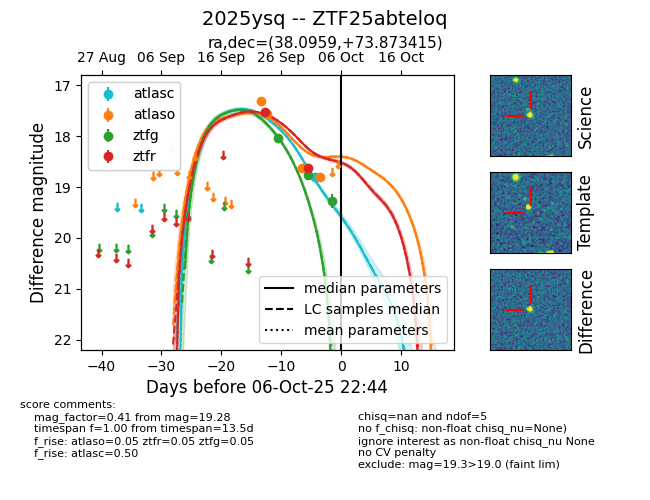 2025ysq -- ZTF25abteloq
ra,dec=(38.0959,+73.873415)
27 Aug 06 Sep 16 Sep 26 Sep 06 Oct 16 Oct
17
18
19
20
21
22
Difference magnitude
atlasc
atlaso
ztfg
ztfr
median parameters
LC samples median
mean parameters
−40 −30 −20 −10 0 10
Days before 06-Oct-25 22:44
Science
Template
Difference
score comments:
mag_factor=0.41 from mag=19.28
timespan f=1.00 from timespan=13.5d
f_rise: atlaso=0.05 ztfr=0.05 ztfg=0.05
f_rise: atlasc=0.50
chisq=nan and ndof=5
no f_chisq: non-float chisq_nu=None)
ignore interest as non-float chisq_nu None
no CV penalty
exclude: mag=19.3>19.0 (faint lim)